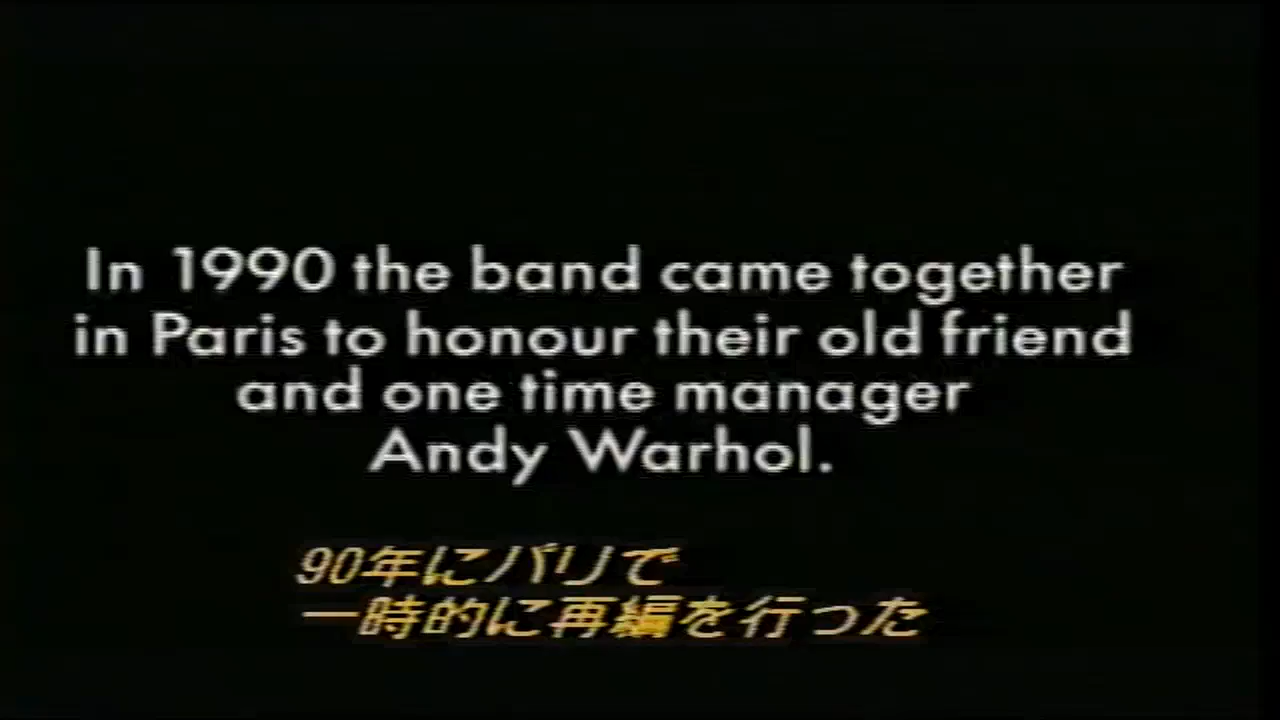 In 1990 the band came together
in Paris to honour their old friend
and one time manager
Andy Warhol.
90年にパリで
一時的に再編を行った